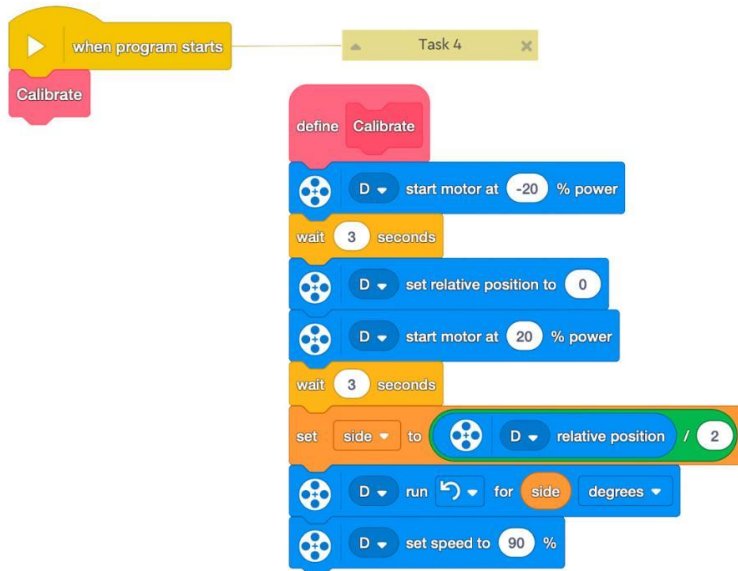 when program starts
Task 4
Calibrate
define Calibrate
D start motor at -20 % power
wait 3 seconds
D set relative position to 0
D start motor at 20 % power
wait 3 seconds
set side to D relative position / 2
D run for side degrees
D set speed to 90 %